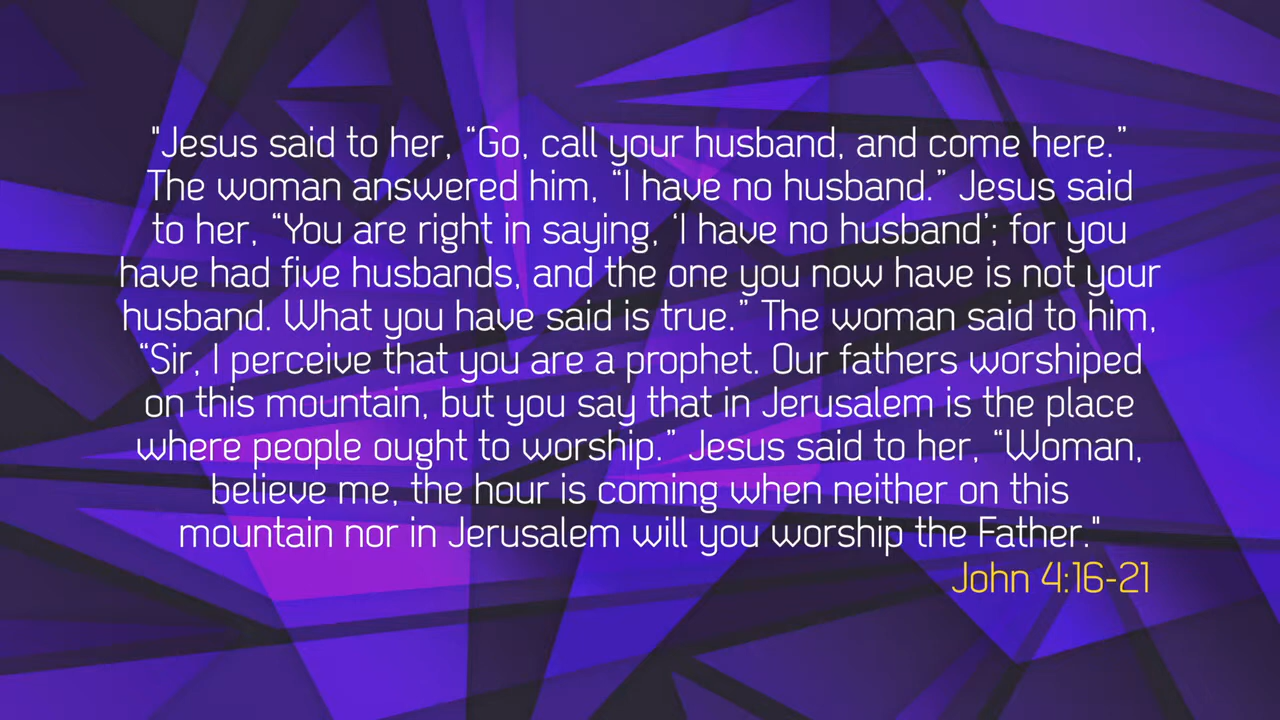 "Jesus said to her, “Go, call your husband, and come here.”
The woman answered him, “I have no husband.” Jesus said
to her, “You are right in saying, ‘I have no husband’; for you
have had five husbands, and the one you now have is not your
husband. What you have said is true.” The woman said to him,
“Sir, I perceive that you are a prophet. Our fathers worshiped
on this mountain, but you say that in Jerusalem is the place
where people ought to worship.” Jesus said to her, “Woman,
believe me, the hour is coming when neither on this
mountain nor in Jerusalem will you worship the Father."
John 4:16-21